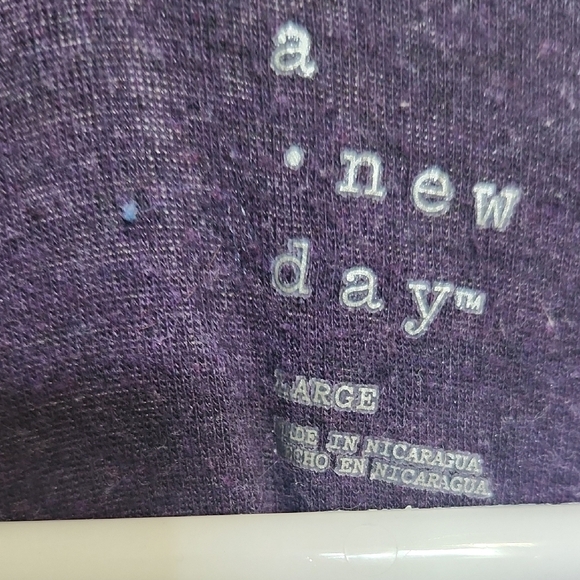 a
• new
day™
LARGE
MADE IN NICARAGUA
HECHO EN NICARAGUA